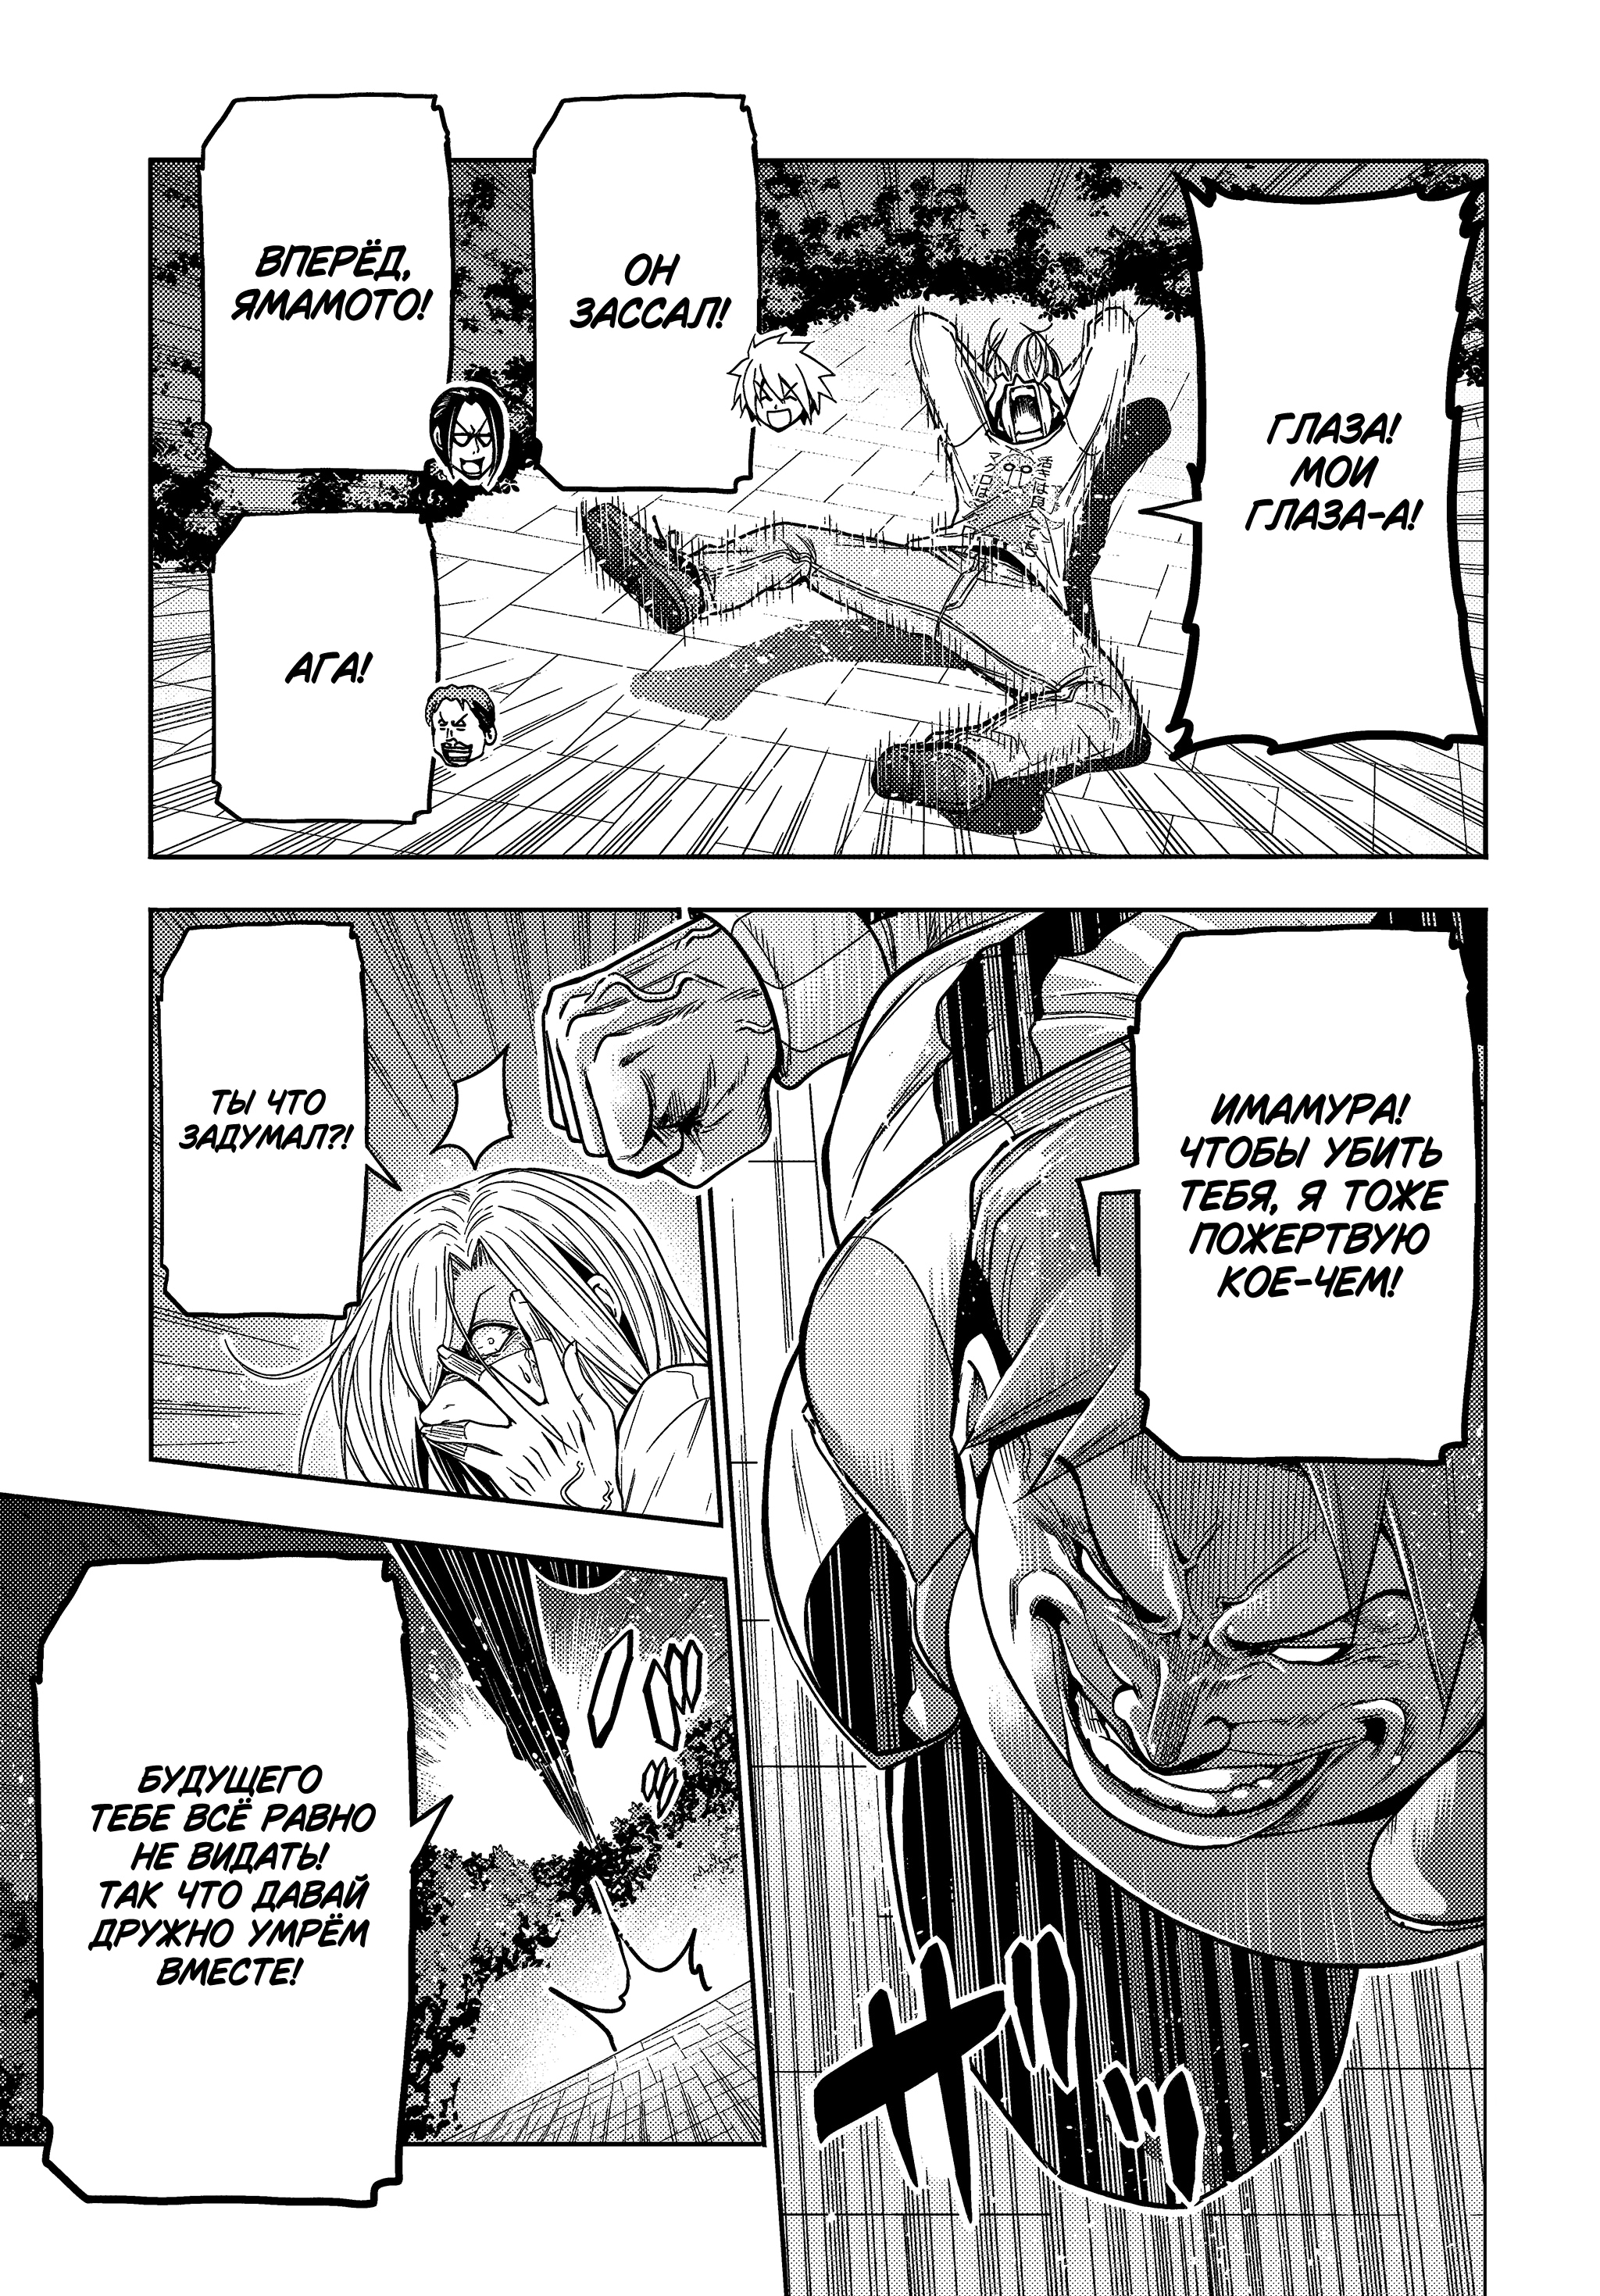 ГЛАЗА!
МОИ
ГЛАЗА-А!
ОН
ЗАССАЛ!
ВПЕРЁД,
ЯМАМОТО!
АГА!
ИМАМУРА!
ЧТОБЫ УБИТЬ
ТЕБЯ, Я ТОЖЕ
ПОЖЕРТВУЮ
КОЕ-ЧЕМ!
ТЫ ЧТО
ЗАДУМАЛ?!
БУДУЩЕГО
ТЕБЕ ВСЁ РАВНО
НЕ ВИДАТЬ!
ТАК ЧТО ДАВАЙ
ДРУЖНО УМРЁМ
ВМЕСТЕ!